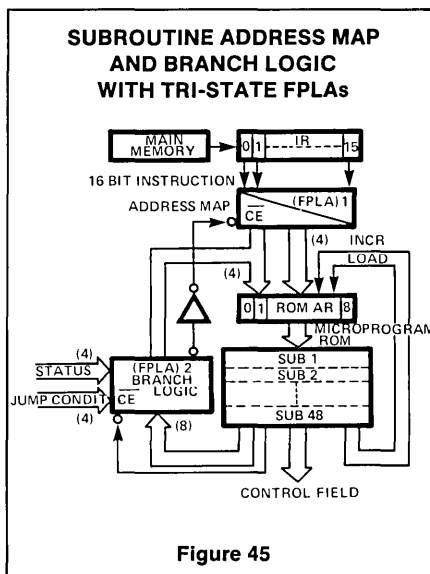 SUBROUTINE ADDRESS MAP
AND BRANCH LOGIC
WITH TRI-STATE FPLAs
MAIN
MEMORY
0 1 IR 15
16 BIT INSTRUCTION
ADDRESS MAP
(FPLA) 1
CE
(4)
INCR
LOAD
(4)
0 1 ROM AR 8
MICROPROGRAM
ROM
SUB 1
SUB 2
SUB 48
(4)
STATUS
(FPLA) 2
BRANCH
LOGIC
JUMP CONDIT
CE
(4)
(8)
CONTROL FIELD
Figure 45